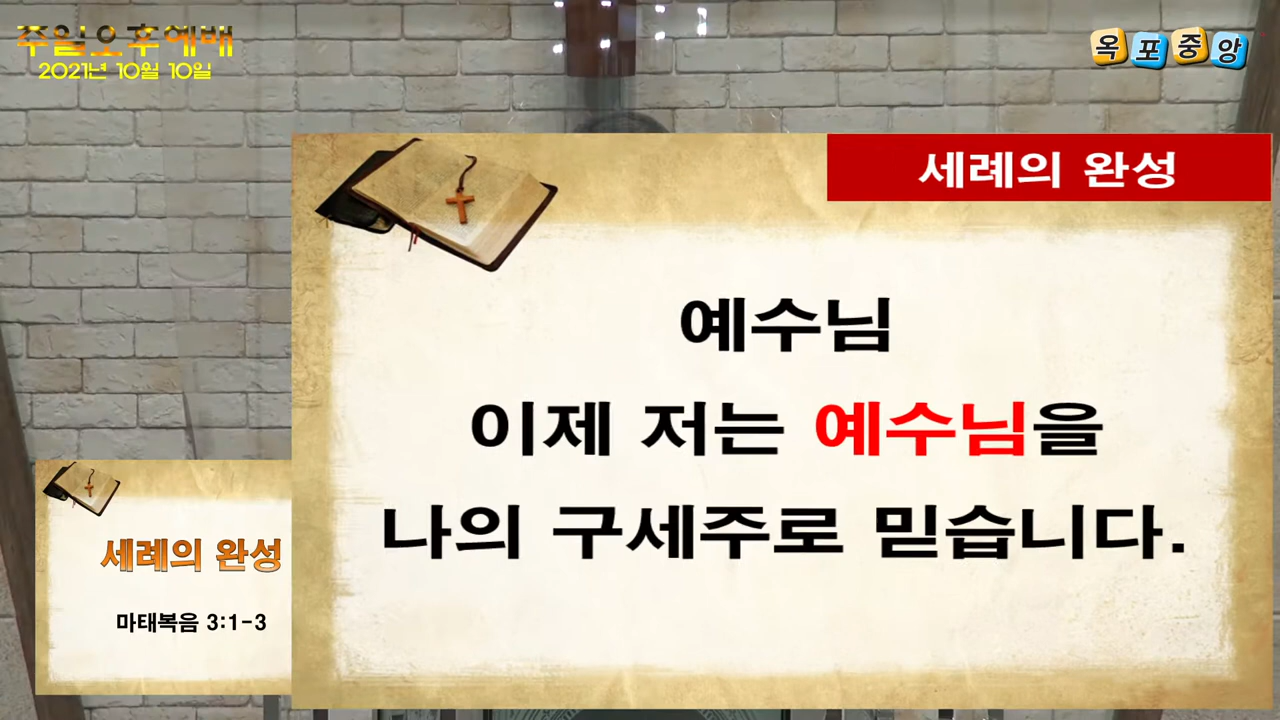 주일오후예배
2021년 10월 10일
옥포중앙
세례의 완성
예수님
이제 저는 예수님을
나의 구세주로 믿습니다.
세례의 완성
마태복음 3:1-3